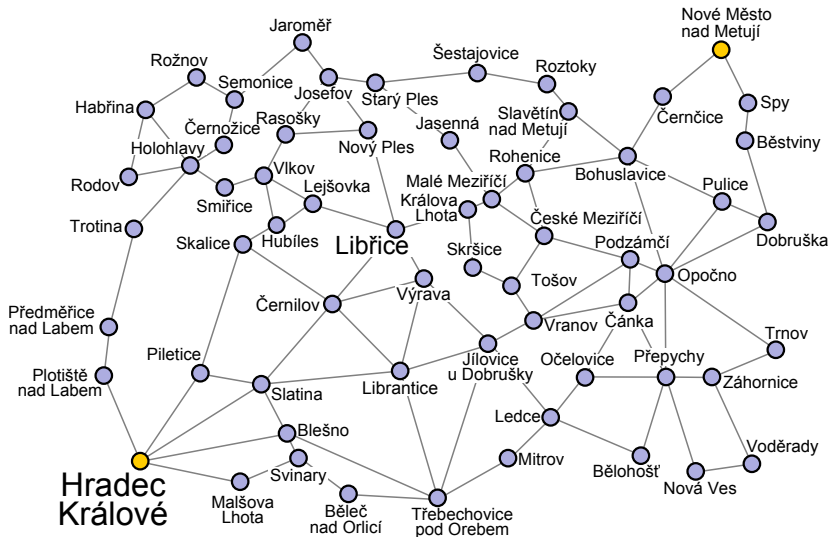 Jaroměř
Nové Město
nad Metují
Rožnov
Šestajovice
Roztoky
Semonice
Josefov
Starý Ples
Habřina
Rasošky
Jasenná
Slavětín
nad Metují
Černčice
Spy
Černožice
Nový Ples
Běstviny
Holohlavy
Rohenice
Vlkov
Bohuslavice
Rodov
Lejšovka
Malé Meziříčí
Pulice
Smiřice
Králova
Lhota
Trotina
České Meziříčí
Hubíles
Libřice
Podzámčí
Dobruška
Skalice
Skršice
Opočno
Tošov
Černilov
Výrava
Předměřice
nad Labem
Vranov
Čánka
Trnov
Piletice
Jílovice
u Dobrušky
Očelovice
Přepychy
Plotiště
nad Labem
Slatina
Librantice
Záhornice
Ledce
Blešno
Voděrady
Mitrov
Bělohošť
Hradec
Králové
Svinary
Nová Ves
Malšova
Lhota
Běleč
nad Orlicí
Třebechovice
pod Orebem